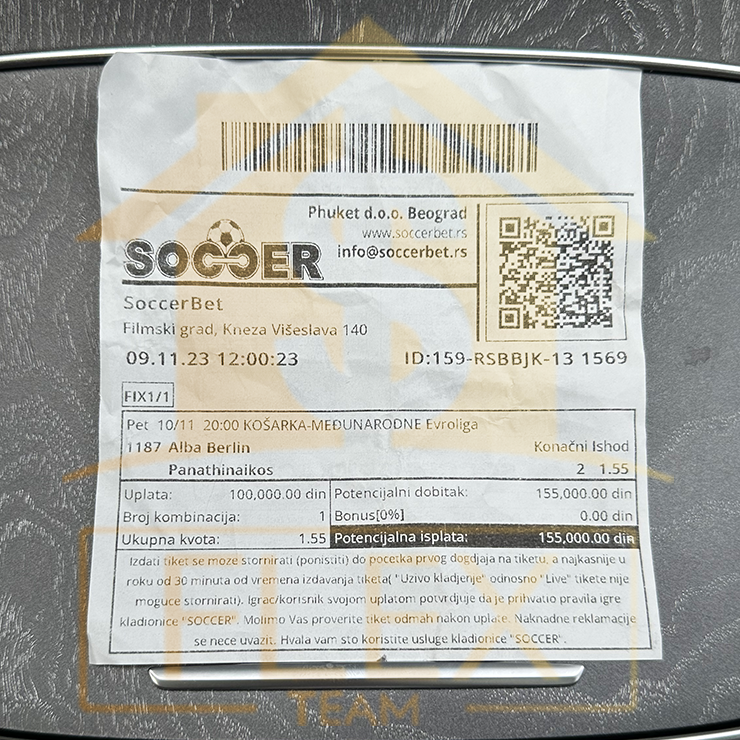 Phuket d.o.o. Beograd
www.soccerbet.rs
SOCCER info@soccerbet.rs
SoccerBet
Filmski grad, Kneza Višeslava 140
09.11.23 12:00:23 ID:159-RSBBJK-13 1569
FIX1/1
Pet 10/11 20:00 KOŠARKA-MEĐUNARODNE Evroliga
1187 Alba Berlin Konačni Ishod
Panathinaikos 2 1.55
Uplata: 100,000.00 din Potencijalni dobitak: 155,000.00 din
Broj kombinacija: 1 Bonus[0%] 0.00 din
Ukupna kvota: 1.55 Potencijalna isplata: 155,000.00 din
Izdati tiket se moze stornirati (ponistiti) do pocetka prvog dogdjaja na tiketu, a najkasnije u
roku od 30 minuta od vremena izdavanja tiketa( "Uzivo kladjenje" odnosno "Live" tikete nije
moguce stornirati). Igrac/korisnik svojom uplatom potvrdjuje da je prihvatio pravila igre
kladionice "SOCCER". Molimo Vas proverite tiket odmah nakon uplate. Naknadne reklamacije
se nece uvazit. Hvala vam sto koristite usluge kladionice "SOCCER".
FLEX
TEAM